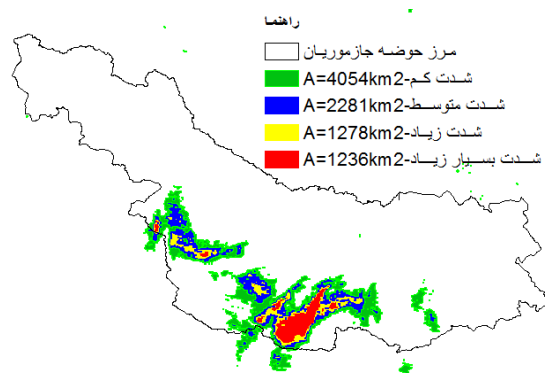 راهنما
مرز حوضه جازموریان
شدت کم-A=4054km2
شدت متوسط-A=2281km2
شدت زیاد-A=1278km2
شدت بسیار زیاد-A=1236km2